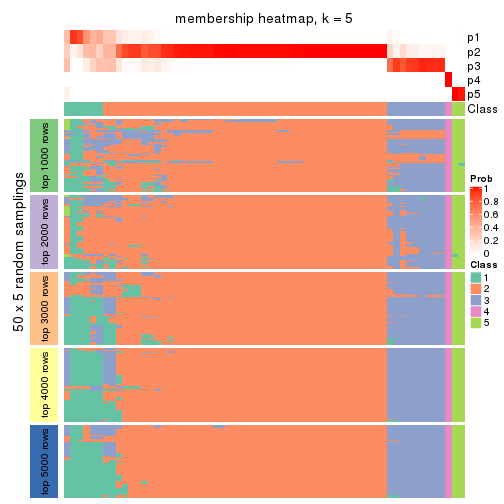 membership heatmap, k = 5
p1
p2
p3
p4
p5
Class
50 x 5 random samplings
top 1000 rows
top 2000 rows
top 3000 rows
top 4000 rows
top 5000 rows
Prob
1
0.8
0.6
0.4
0.2
0
Class
1
2
3
4
5